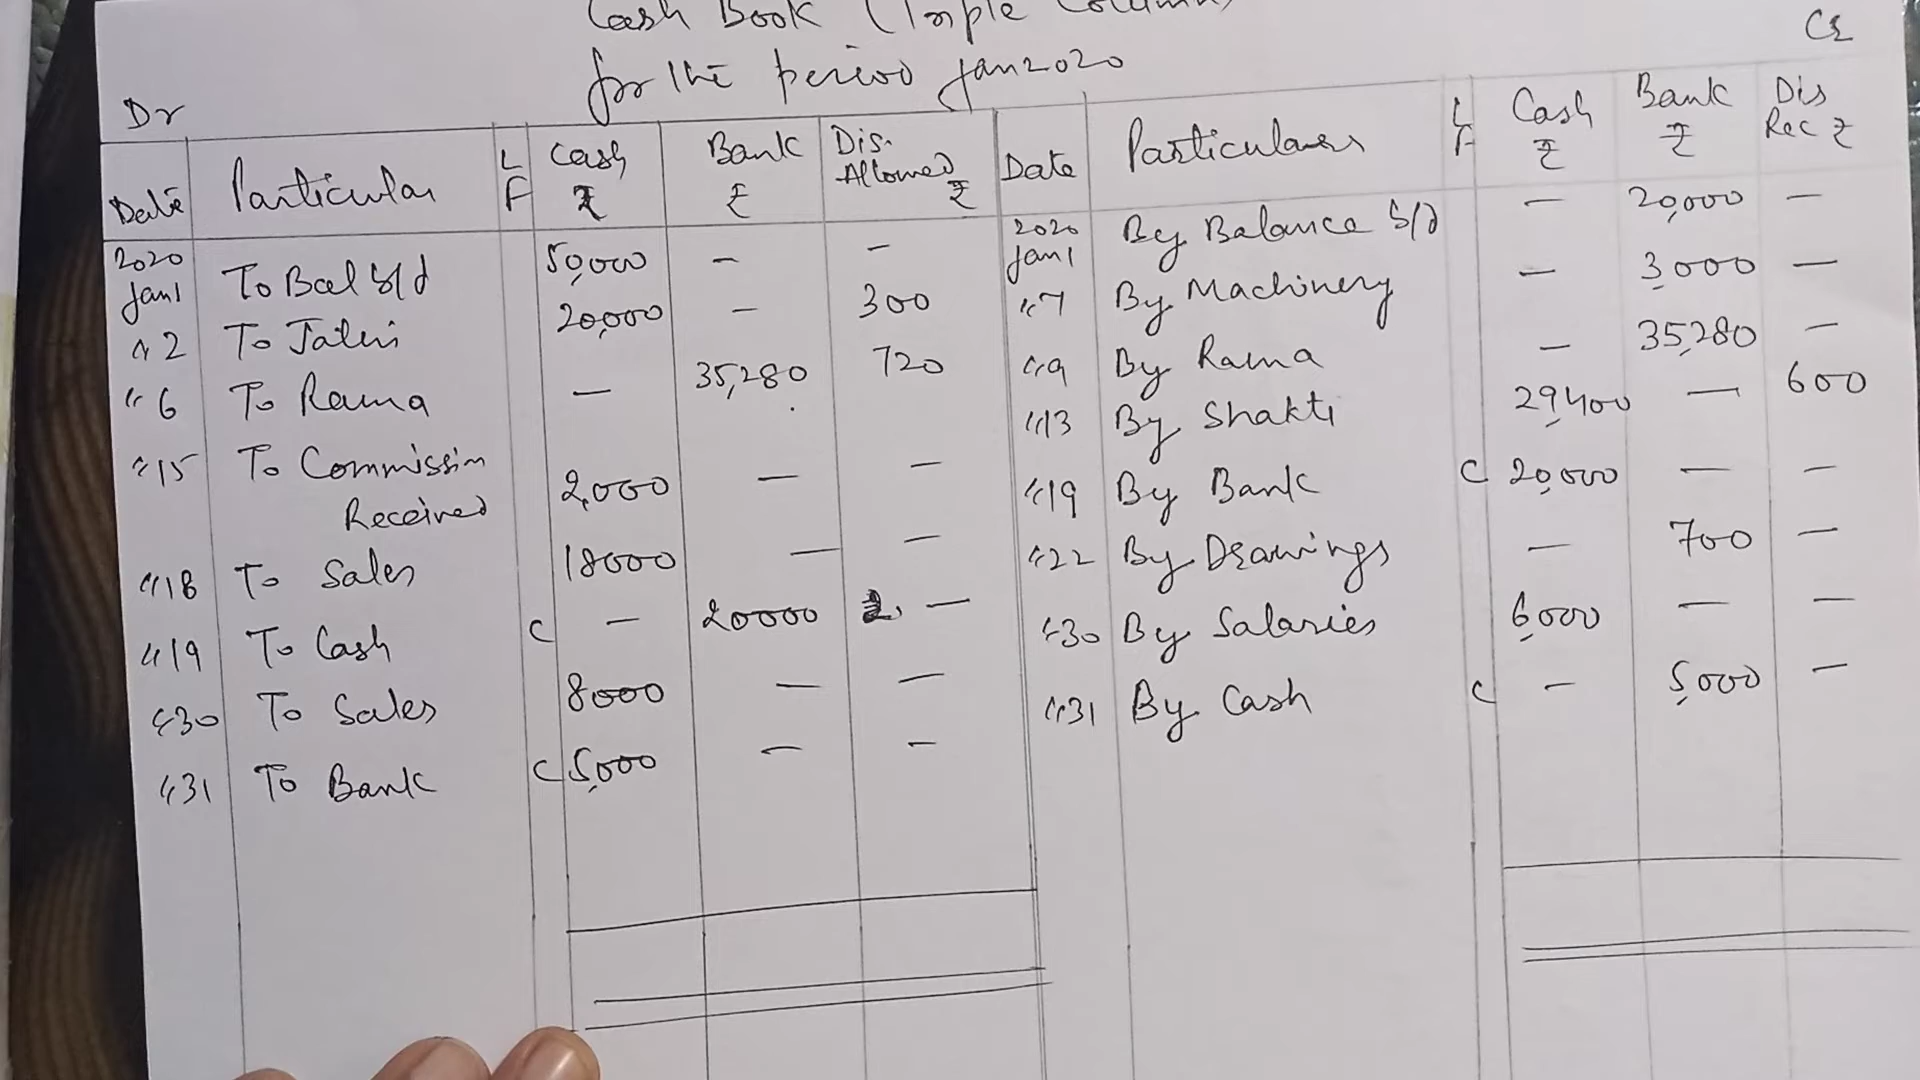 Cash Book (Triple Column)
for the period Jan 2020
Dr
Cr
Date Particular L F Cash ₹ Bank ₹ Dis. Allowed ₹ Date Particulars L F Cash ₹ Bank ₹ Dis Rec ₹
2020 Jan 1 To Bal b/d 50,000 — — 2020 Jan 1 By Balance b/d — 20,000 —
"2 To 20,000 — 300 "7 By Machinery — 3,000 —
"6 To Rama — 35,280 720 "9 By Rama — 35,280 —
"13 By Shakti 29,400 — 600
"15 To Commission Received 2,000 — — "19 By Bank C 20,000 — —
"18 To Sales 18000 — — "22 By Drawings — 700 —
"19 To Cash C — 20000 — "30 By Salaries 6,000 — —
"30 To Sales 8000 — — "31 By Cash C — 5,000 —
"31 To Bank C 5,000 — —